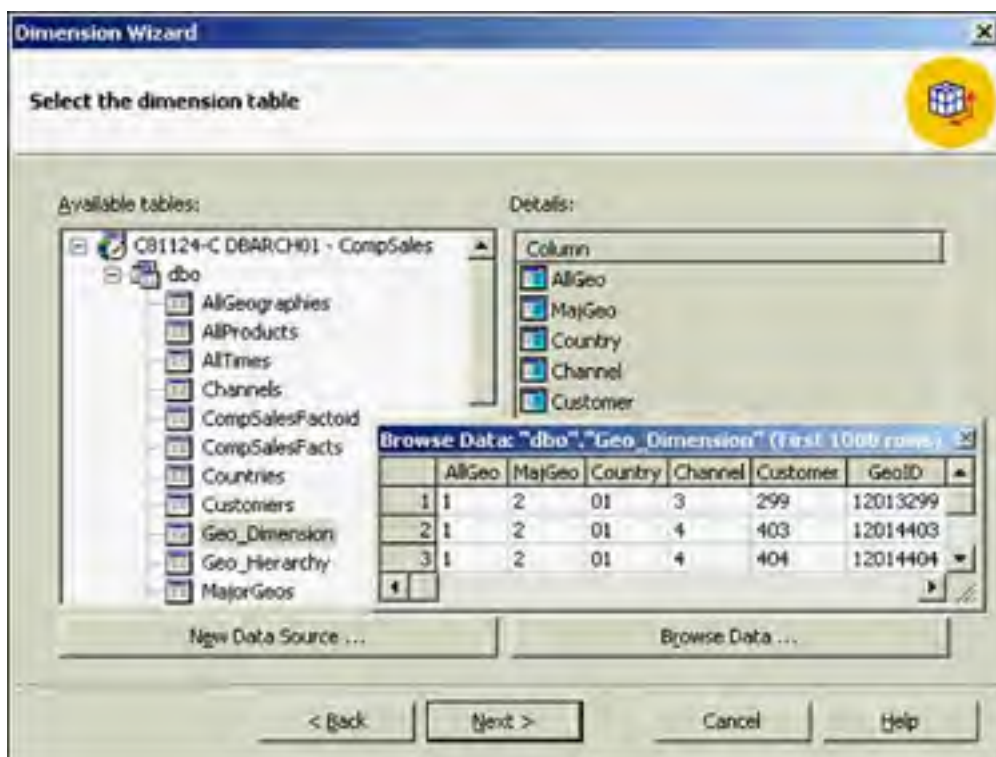 Dimension Wizard
Select the dimension table
Available tables:
Details:
C81124-C DBARCH01 - CompSales
dbo
AllGeographies
AllProducts
AllTimes
Channels
CompSalesFactoid
CompSalesFacts
Countries
Customers
Geo_Dimension
Geo_Hierarchy
MajorGeos
Column
AllGeo
MajGeo
Country
Channel
Customer
Browse Data: "dbo"."Geo_Dimension" (First 1000 rows)
AllGeo MajGeo Country Channel Customer GeoID
1 1 2 01 3 299 12013299
2 1 2 01 4 403 12014403
3 1 2 01 4 404 12014404
New Data Source ...
Browse Data ...
< Back
Next >
Cancel
Help